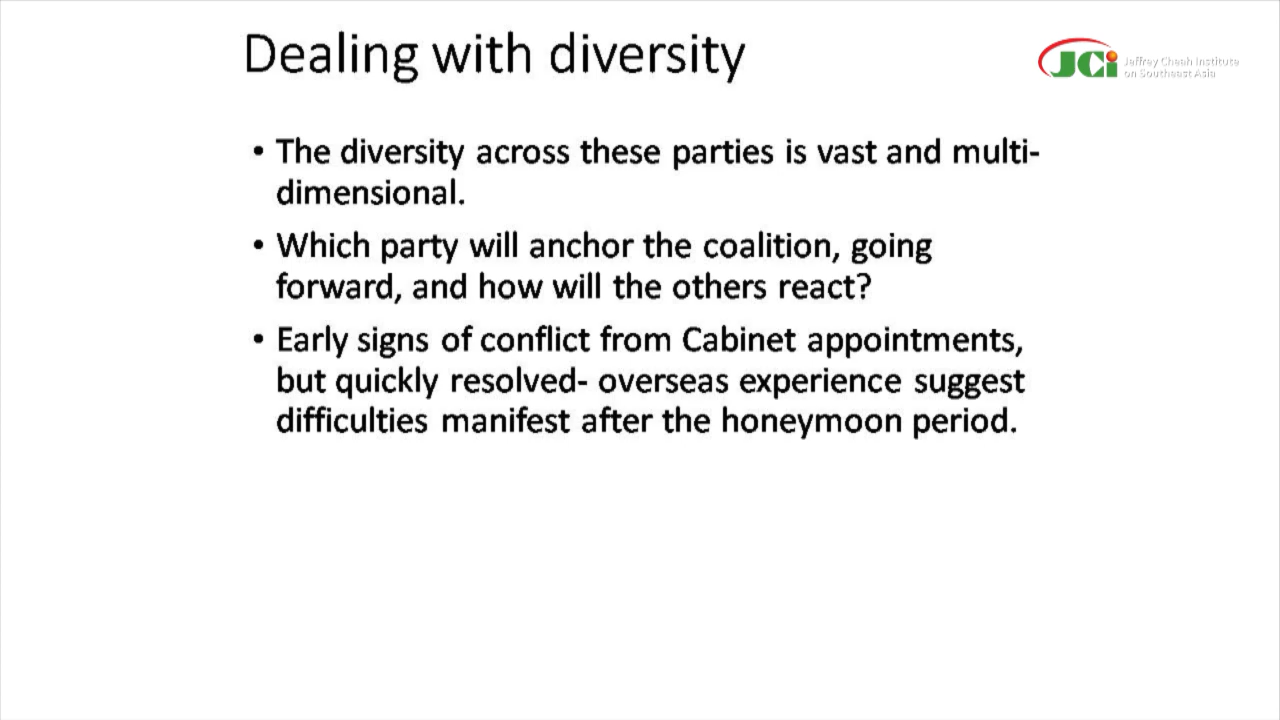 Dealing with diversity
JCi
Jeffrey Cheah Institute
on Southeast Asia
• The diversity across these parties is vast and multi-
dimensional.
• Which party will anchor the coalition, going
forward, and how will the others react?
• Early signs of conflict from Cabinet appointments,
but quickly resolved- overseas experience suggest
difficulties manifest after the honeymoon period.